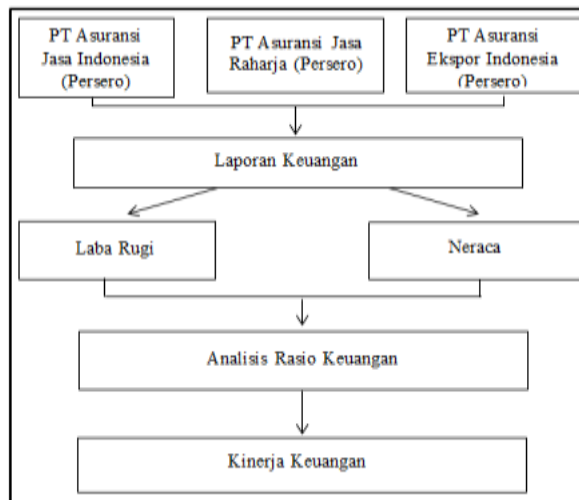 PT Asuransi
Jasa Indonesia
(Persero)
PT Asuransi Jasa
Raharja (Persero)
PT Asuransi
Ekspor Indonesia
(Persero)
Laporan Keuangan
Laba Rugi
Neraca
Analisis Rasio Keuangan
Kinerja Keuangan